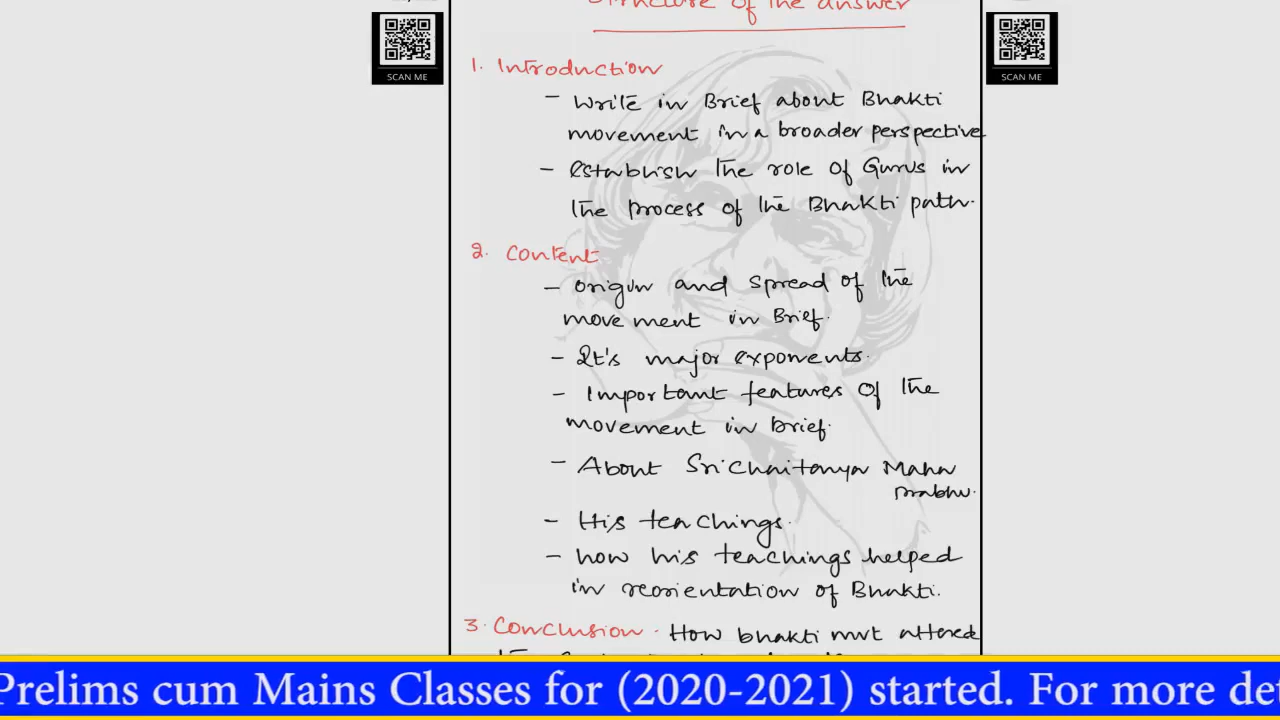 Structure of the answer
SCAN ME
SCAN ME
1. Introduction
- Write in Brief about Bhakti
movement in a broader perspective
- establish the role of Gurus in
the process of the Bhakti path.
2. Content
- origin and spread of the
movement in Brief.
- It's major exponents.
- Important features of the
movement in brief.
- About Sri Chaitanya Maha
Prabhu.
- His teachings.
- how his teachings helped
in reorientation of Bhakti.
3. Conclusion - How bhakti mvt altered
Prelims cum Mains Classes for (2020-2021) started. For more det